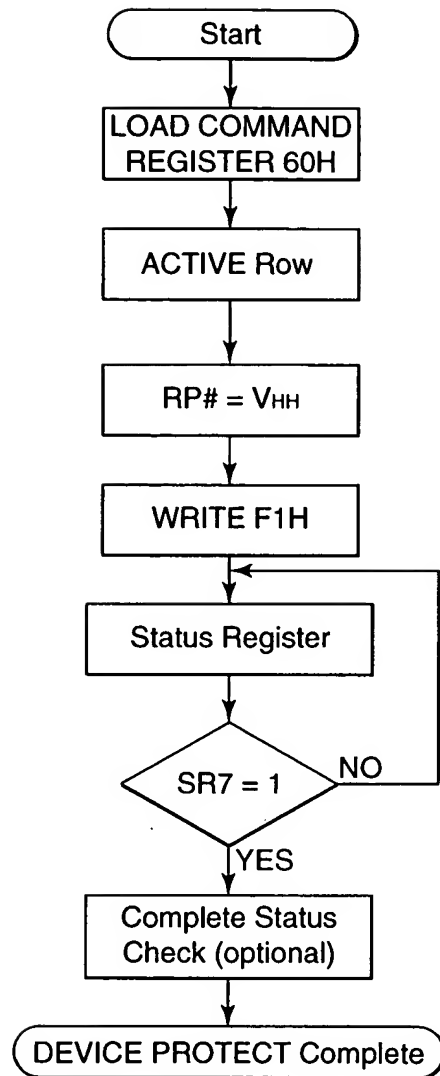 Start
LOAD COMMAND
REGISTER 60H
ACTIVE Row
RP# = VHH
WRITE F1H
Status Register
SR7 = 1
NO
YES
Complete Status
Check (optional)
DEVICE PROTECT Complete